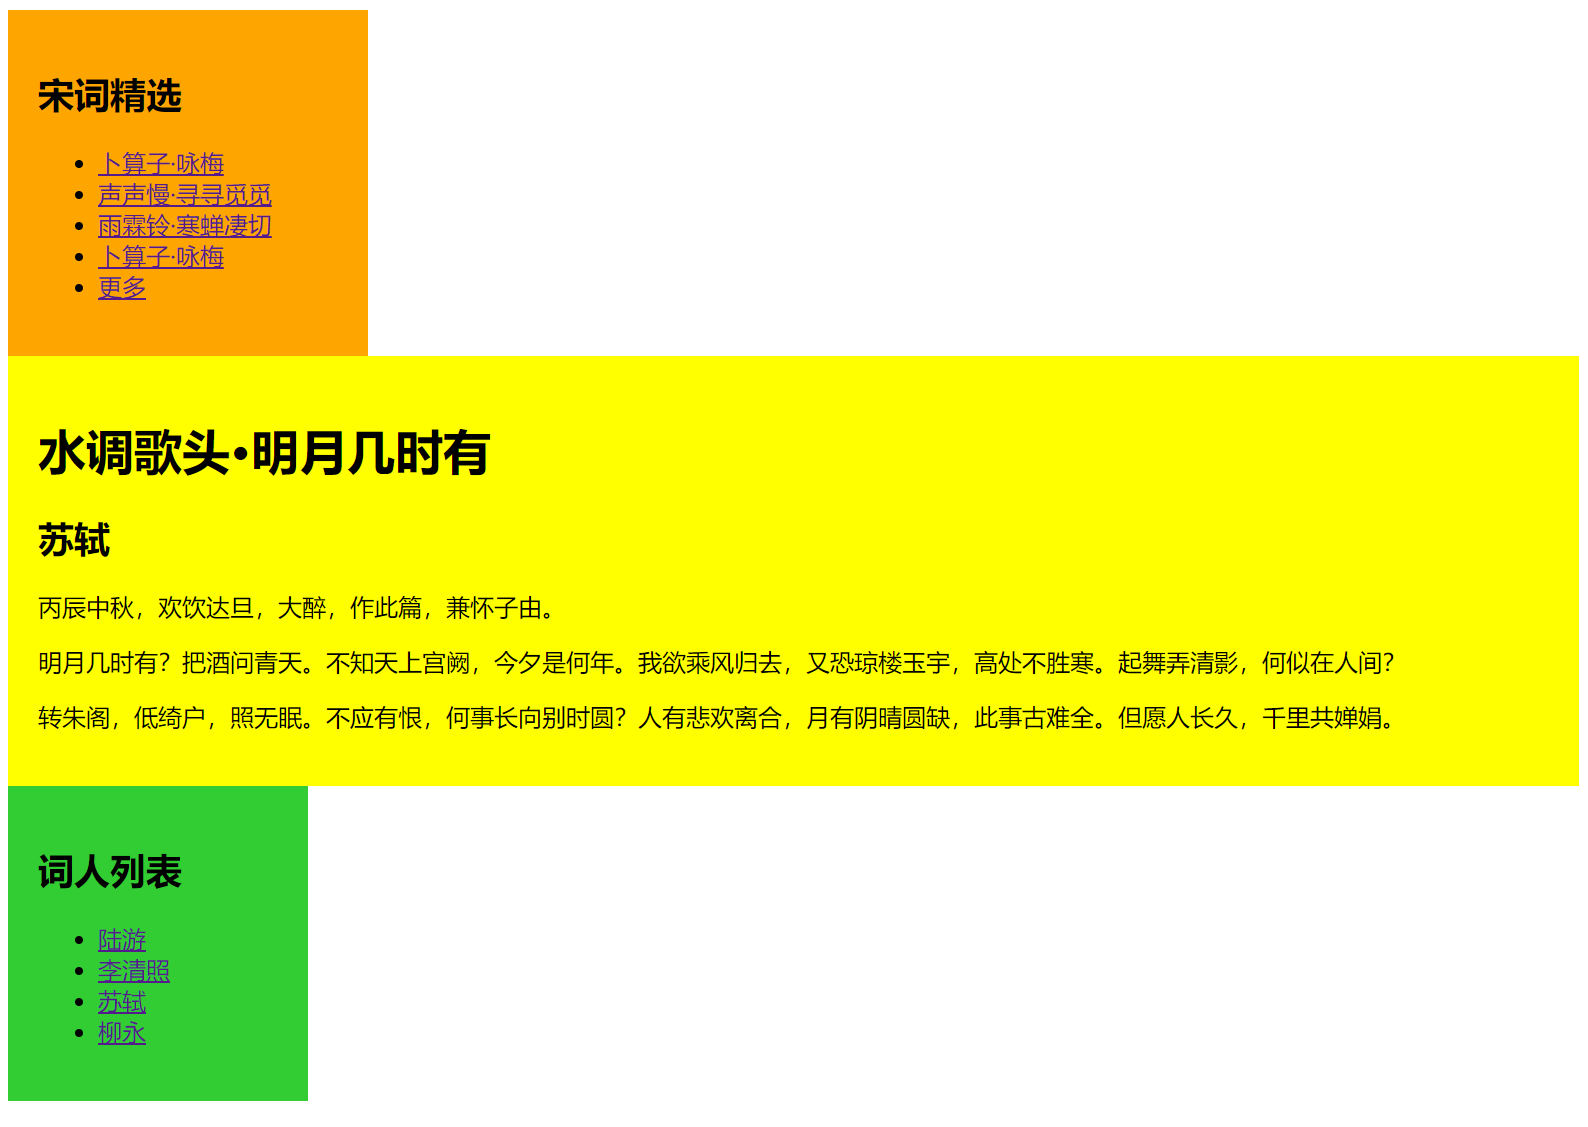 宋词精选
卜算子·咏梅
声声慢·寻寻觅觅
雨霖铃·寒蝉凄切
卜算子·咏梅
更多
水调歌头·明月几时有
苏轼
丙辰中秋，欢饮达旦，大醉，作此篇，兼怀子由。
明月几时有？把酒问青天。不知天上宫阙，今夕是何年。我欲乘风归去，又恐琼楼玉宇，高处不胜寒。起舞弄清影，何似在人间？
转朱阁，低绮户，照无眠。不应有恨，何事长向别时圆？人有悲欢离合，月有阴晴圆缺，此事古难全。但愿人长久，千里共婵娟。
词人列表
陆游
李清照
苏轼
柳永